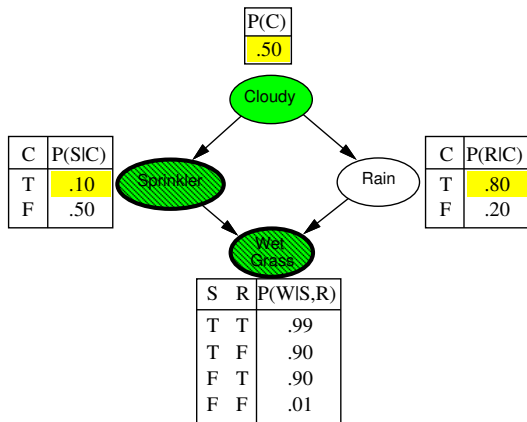 P(C)
.50
Cloudy
C P(S|C)
T .10
F .50
Sprinkler
Rain
C P(R|C)
T .80
F .20
Wet
Grass
S R P(W|S,R)
T T .99
T F .90
F T .90
F F .01